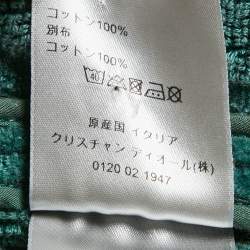 コットン100%
別布
コットン100%
40
原産国 イタリア
クリスチャン ディオール(株)
0120 02 1947